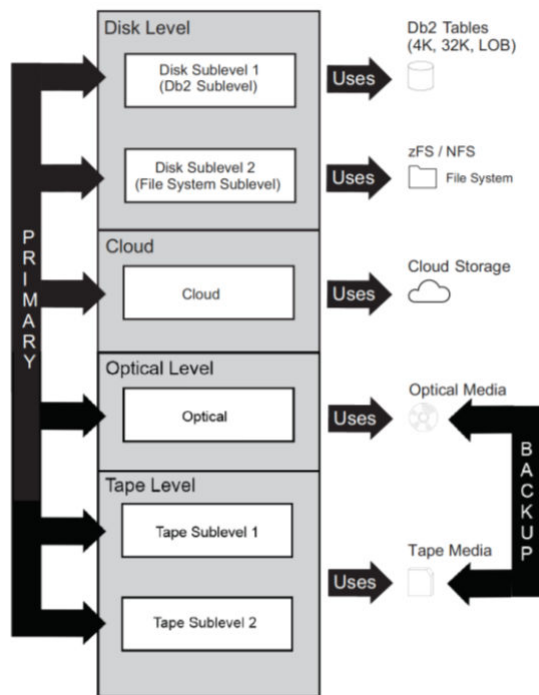 Disk Level
Disk Sublevel 1
(Db2 Sublevel)
Uses
Db2 Tables
(4K, 32K, LOB)
Disk Sublevel 2
(File System Sublevel)
Uses
zFS / NFS
File System
PRIMARY
Cloud
Cloud
Uses
Cloud Storage
Optical Level
Optical
Uses
Optical Media
BACKUP
Tape Level
Tape Sublevel 1
Uses
Tape Media
Tape Sublevel 2